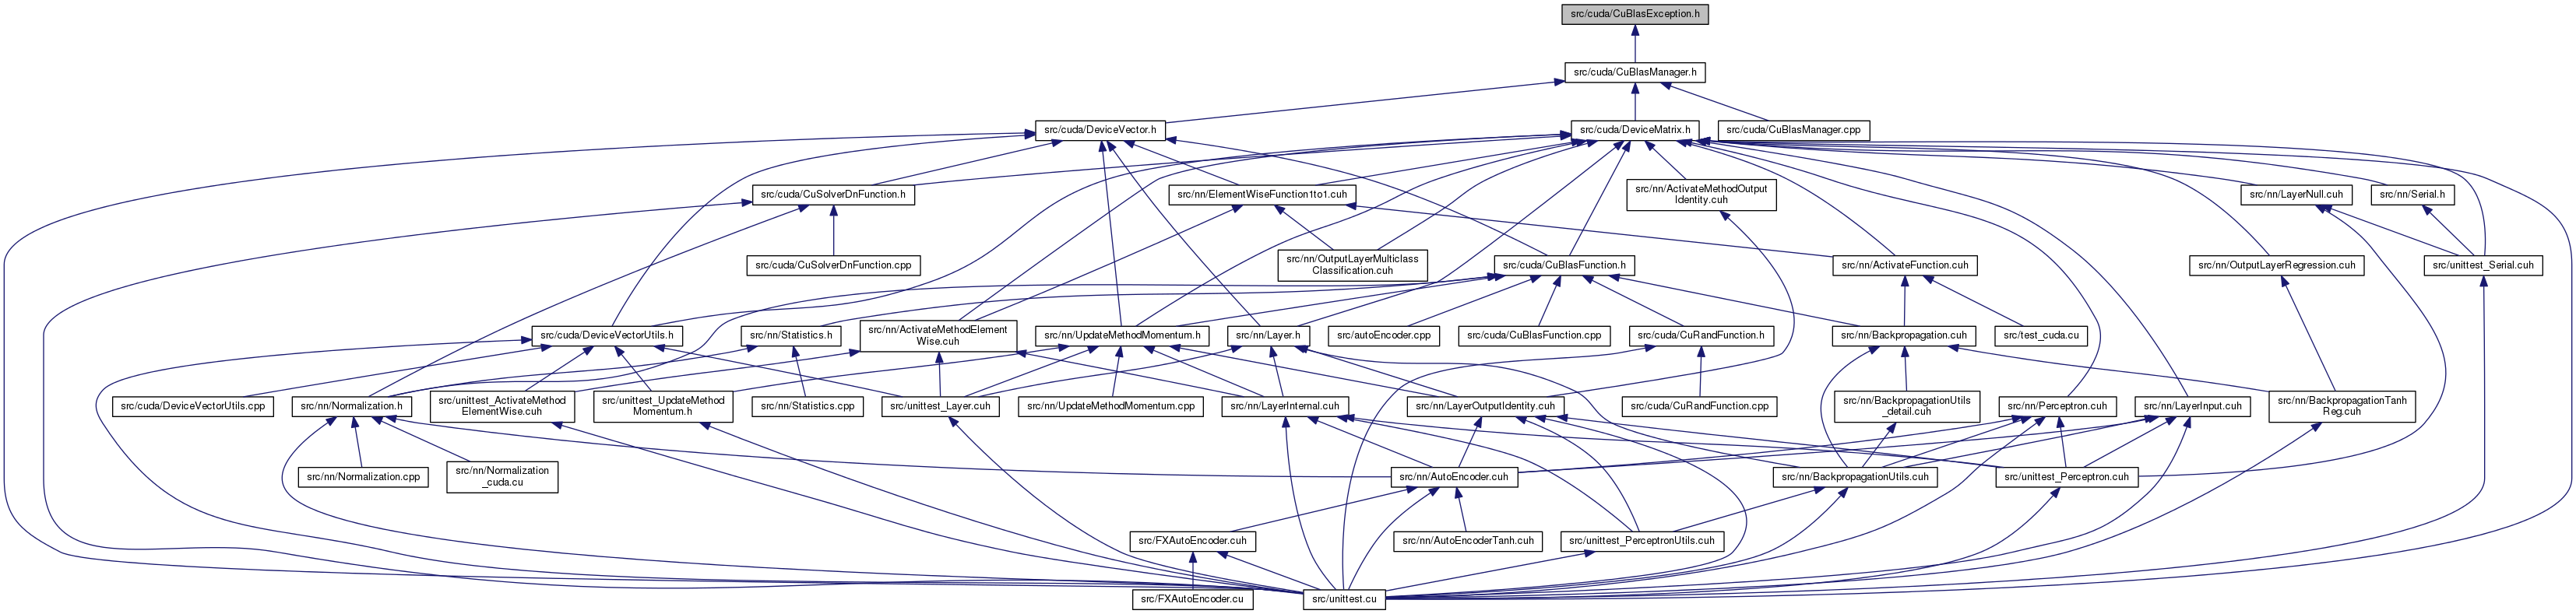 src/cuda/CuBlasException.h
src/cuda/CuBlasManager.h
src/cuda/DeviceVector.h
src/cuda/DeviceMatrix.h
src/cuda/CuBlasManager.cpp
src/cuda/CuSolverDnFunction.h
src/nn/ElementWiseFunction1to1.cuh
src/nn/ActivateMethodOutput
Identity.cuh
src/nn/LayerNull.cuh
src/nn/Serial.h
src/cuda/CuSolverDnFunction.cpp
src/nn/OutputLayerMulticlass
Classification.cuh
src/cuda/CuBlasFunction.h
src/nn/ActivateFunction.cuh
src/nn/OutputLayerRegression.cuh
src/unittest_Serial.cuh
src/cuda/DeviceVectorUtils.h
src/nn/Statistics.h
src/nn/ActivateMethodElement
Wise.cuh
src/nn/UpdateMethodMomentum.h
src/nn/Layer.h
src/autoEncoder.cpp
src/cuda/CuBlasFunction.cpp
src/cuda/CuRandFunction.h
src/nn/Backpropagation.cuh
src/test_cuda.cu
src/cuda/DeviceVectorUtils.cpp
src/nn/Normalization.h
src/unittest_ActivateMethod
ElementWise.cuh
src/unittest_UpdateMethod
Momentum.h
src/nn/Statistics.cpp
src/unittest_Layer.cuh
src/nn/UpdateMethodMomentum.cpp
src/nn/LayerInternal.cuh
src/nn/LayerOutputIdentity.cuh
src/cuda/CuRandFunction.cpp
src/nn/BackpropagationUtils
_detail.cuh
src/nn/Perceptron.cuh
src/nn/LayerInput.cuh
src/nn/BackpropagationTanh
Reg.cuh
src/nn/Normalization.cpp
src/nn/Normalization
_cuda.cu
src/nn/AutoEncoder.cuh
src/nn/BackpropagationUtils.cuh
src/unittest_Perceptron.cuh
src/FXAutoEncoder.cuh
src/nn/AutoEncoderTanh.cuh
src/unittest_PerceptronUtils.cuh
src/FXAutoEncoder.cu
src/unittest.cu